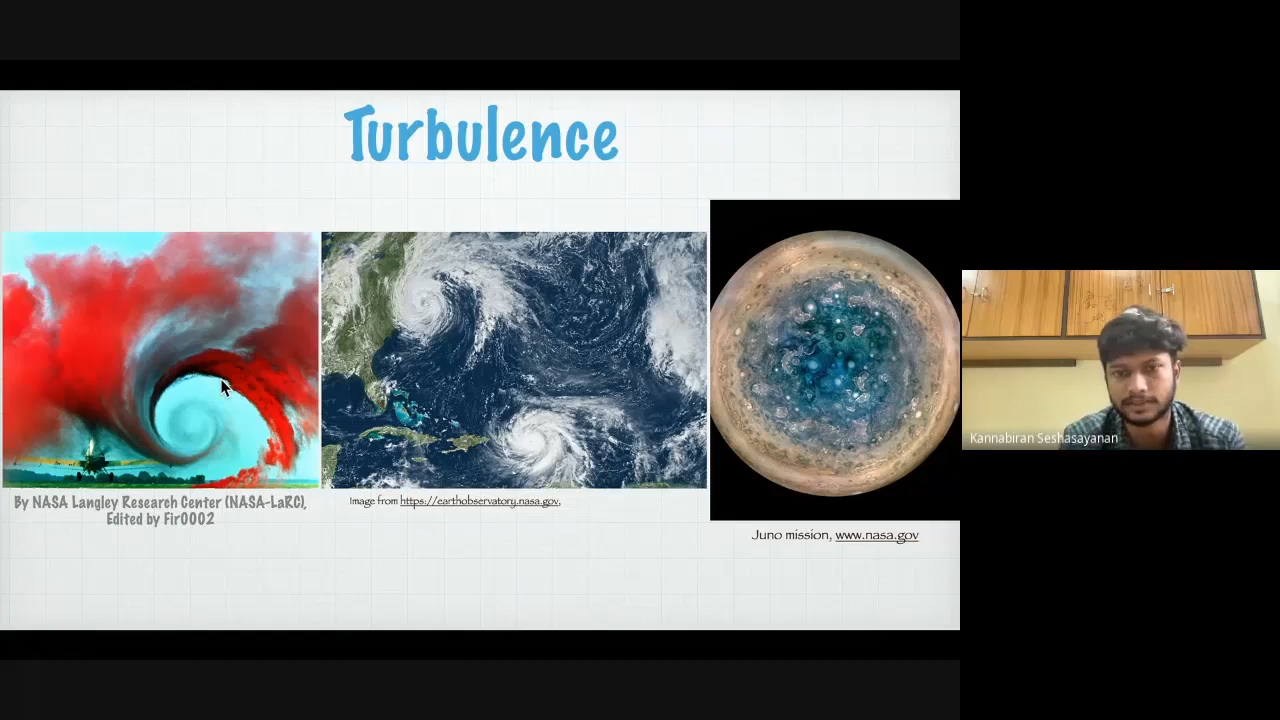 Turbulence
By NASA Langley Research Center (NASA-LaRC),
Edited by Fir0002
Image from https://earthobservatory.nasa.gov,
Juno mission, www.nasa.gov
Kannabiran Seshasayanan